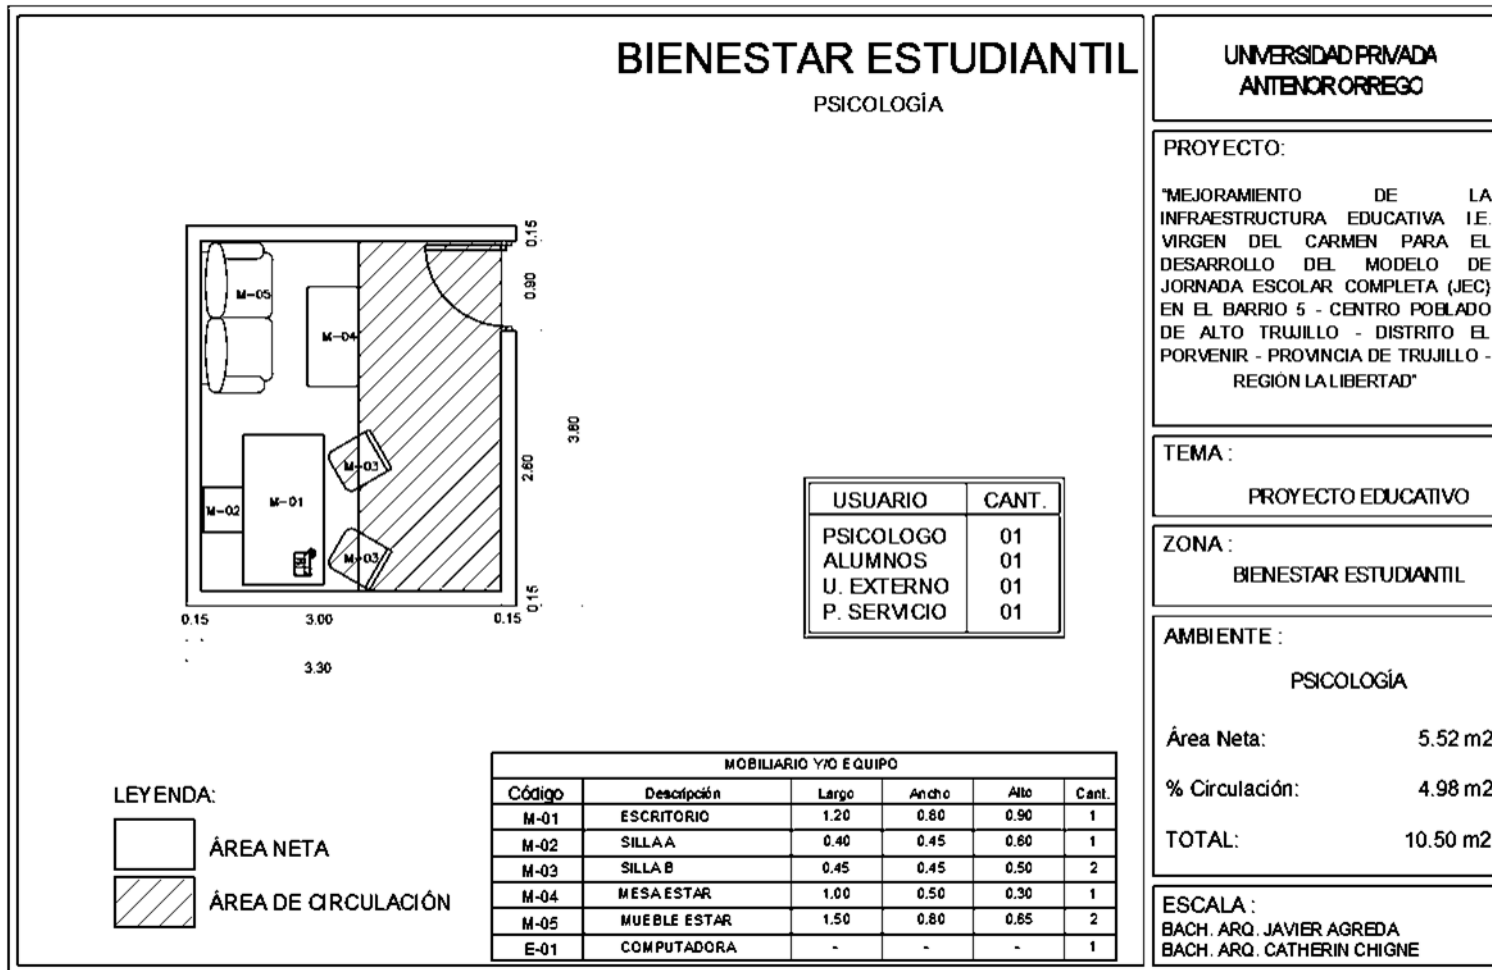 BIENESTAR ESTUDIANTIL
PSICOLOGÍA
UNIVERSIDAD PRIVADA
ANTENOR ORREGO
PROYECTO:
"MEJORAMIENTO DE LA
INFRAESTRUCTURA EDUCATIVA I.E.
VIRGEN DEL CARMEN PARA EL
DESARROLLO DEL MODELO DE
JORNADA ESCOLAR COMPLETA (JEC)
EN EL BARRIO 5 - CENTRO POBLADO
DE ALTO TRUJILLO - DISTRITO EL
PORVENIR - PROVINCIA DE TRUJILLO -
REGIÓN LA LIBERTAD"
TEMA :
PROYECTO EDUCATIVO
ZONA :
BIENESTAR ESTUDIANTIL
AMBIENTE :
PSICOLOGÍA
Área Neta: 5.52 m2
% Circulación: 4.98 m2
TOTAL: 10.50 m2
ESCALA :
BACH. ARQ. JAVIER AGREDA
BACH. ARQ. CATHERIN CHIGNE
0.15
0.90
M-05
M-04
3.80
M-03
2.60
M-01
M-02
M-03
0.15
0.15 3.00 0.15
3.30
USUARIO CANT.
PSICOLOGO 01
ALUMNOS 01
U. EXTERNO 01
P. SERVICIO 01
LEYENDA:
ÁREA NETA
ÁREA DE CIRCULACIÓN
MOBILIARIO Y/O EQUIPO
Código Descripción Largo Ancho Alto Cant.
M-01 ESCRITORIO 1.20 0.80 0.90 1
M-02 SILLA A 0.40 0.45 0.60 1
M-03 SILLA B 0.45 0.45 0.50 2
M-04 MESA ESTAR 1.00 0.50 0.30 1
M-05 MUEBLE ESTAR 1.50 0.80 0.65 2
E-01 COMPUTADORA - - - 1